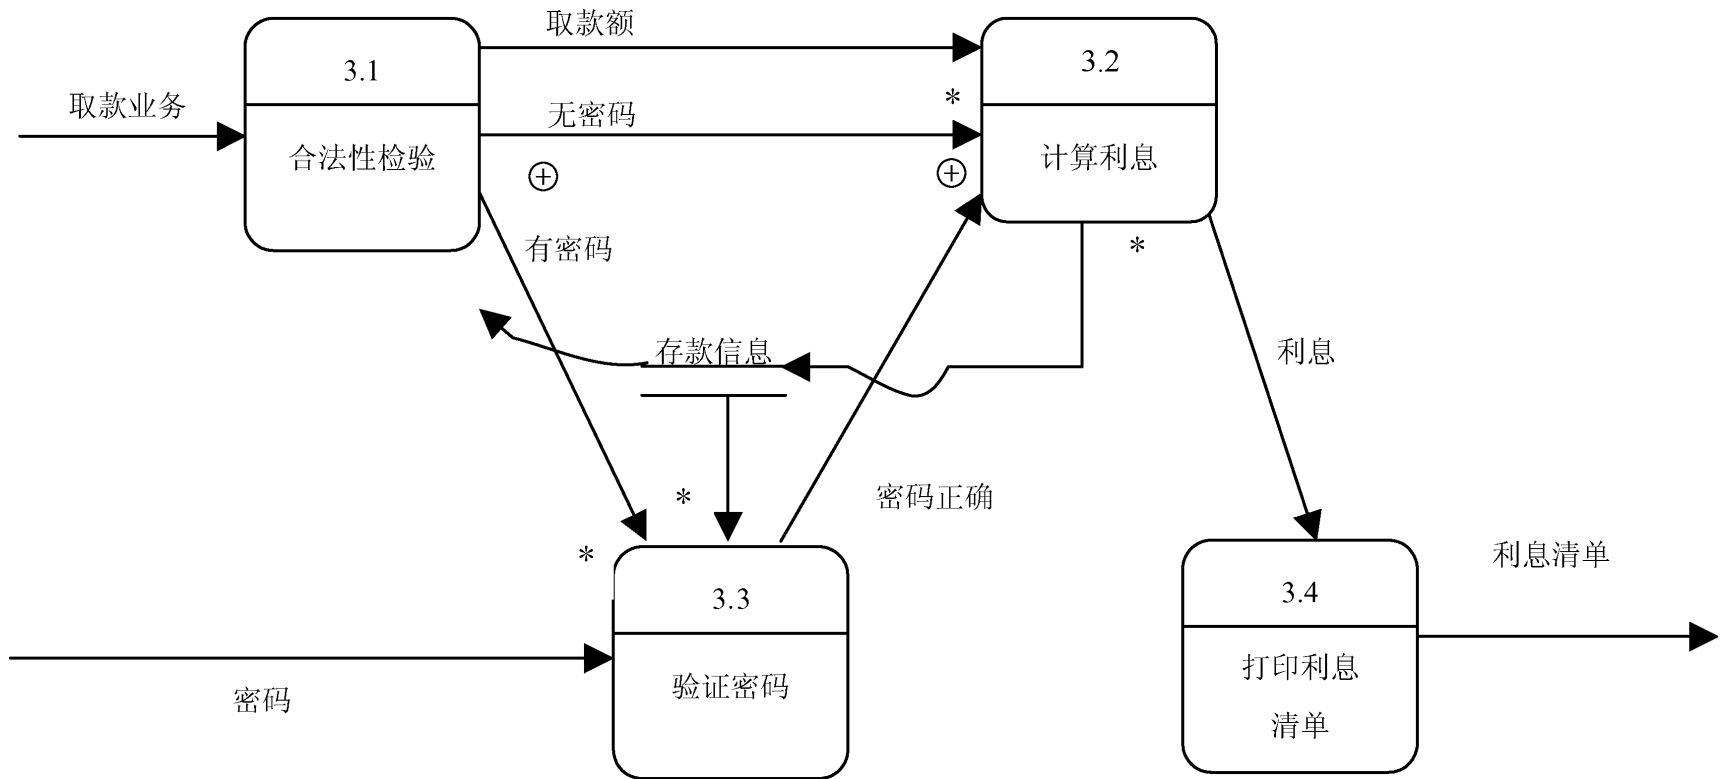 取款额
3.1
3.2
取款业务
*
无密码
合法性检验
计算利息
⊕
⊕
有密码
*
存款信息
利息
*
密码正确
*
利息清单
3.3
3.4
验证密码
打印利息
清单
密码